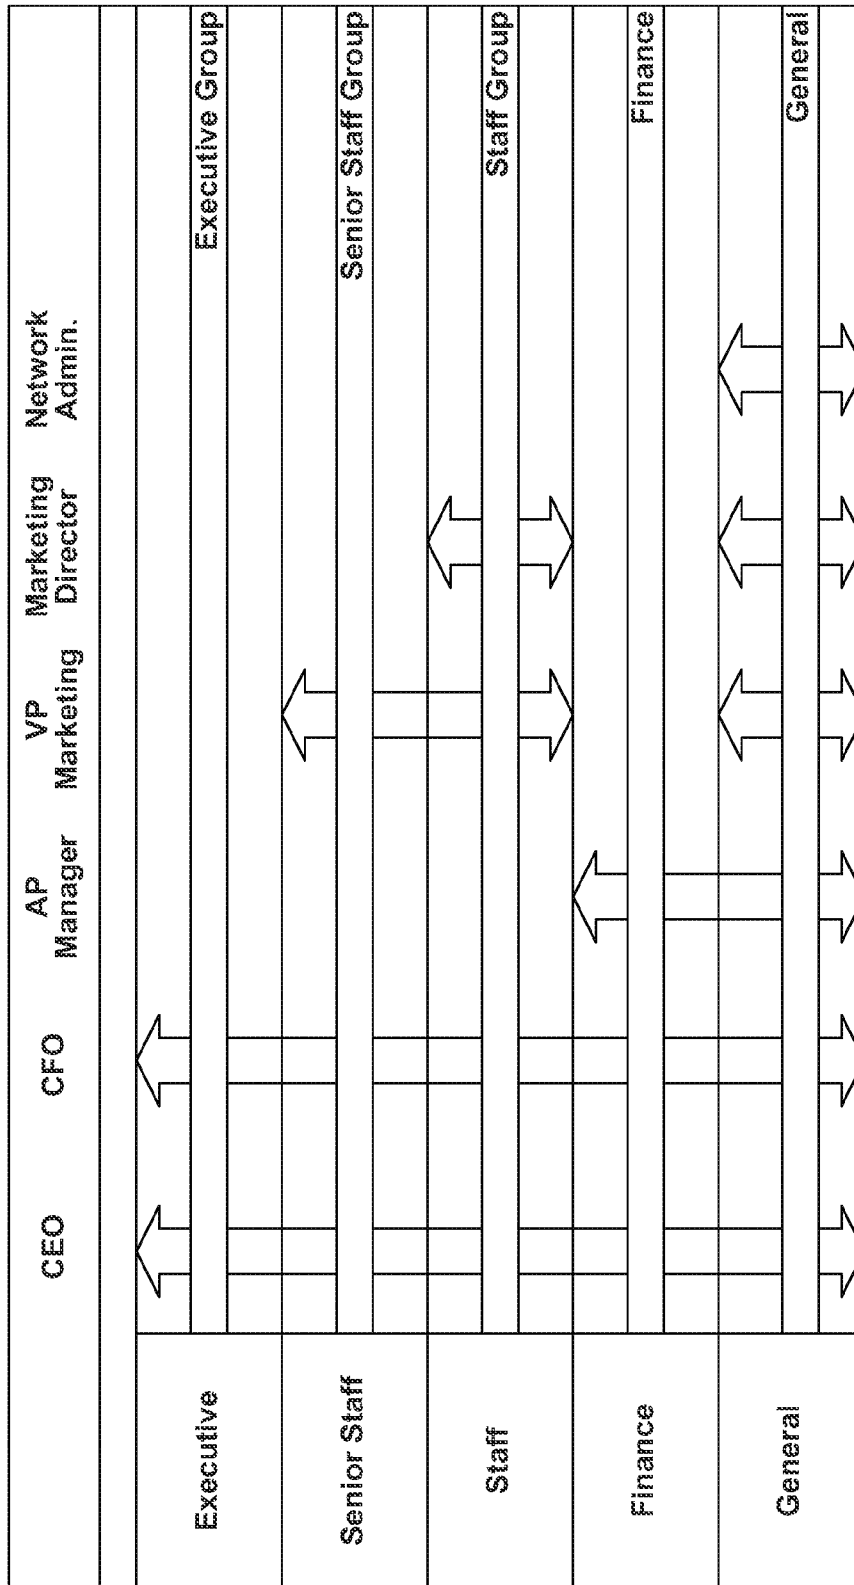 CEO
CFO
AP
Manager
VP
Marketing
Marketing
Director
Network
Admin.
Executive
Executive Group
Senior Staff
Senior Staff Group
Staff
Staff Group
Finance
Finance
General
General